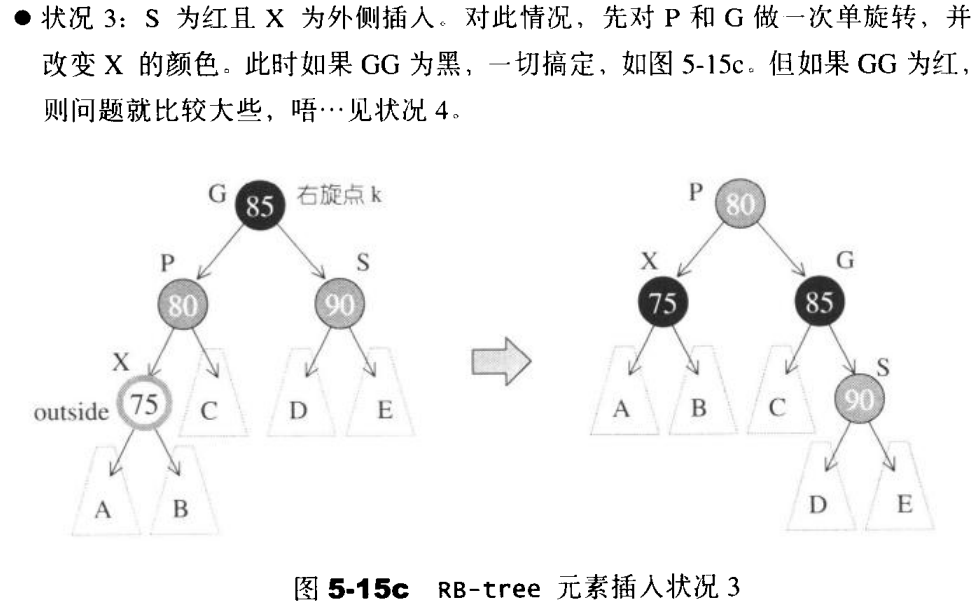 ● 状况 3：S 为红且 X 为外侧插入。对此情况，先对 P 和 G 做一次单旋转，并
改变 X 的颜色。此时如果 GG 为黑，一切搞定，如图 5-15c。但如果 GG 为红，
则问题就比较大些，唔…见状况 4。
G 85 右旋点 k
P 80
S 90
X 75
outside
C D E
A B
P 80
X 75
G 85
S 90
A B C
D E
图 5-15c RB-tree 元素插入状况 3